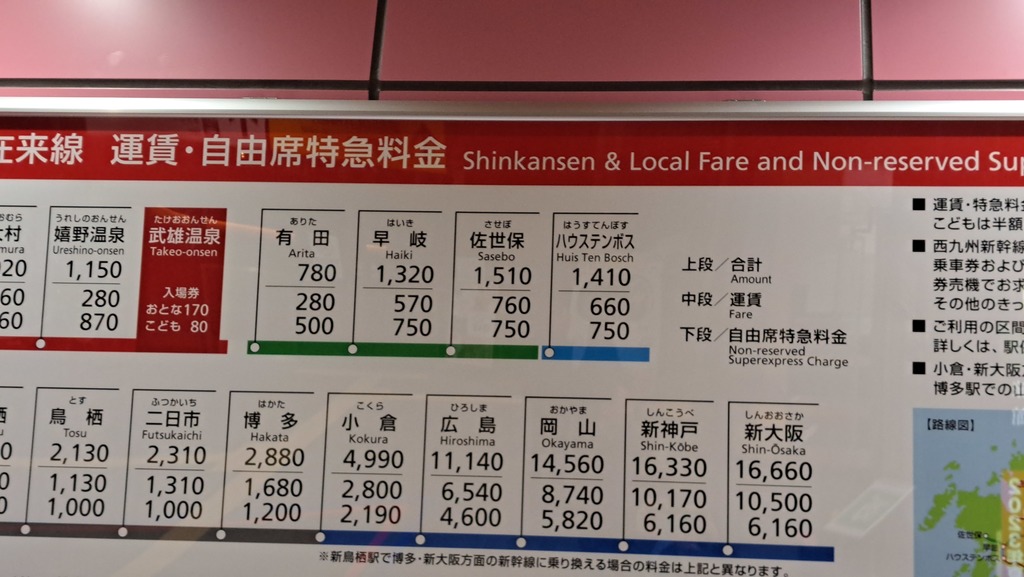 在来線 運賃・自由席特急料金 Shinkansen & Local Fare and Non-reserved
うれしのおんせん
嬉野温泉
Ureshino-onsen
1,150
280
870
たけおおんせん
武雄温泉
Takeo-onsen
入場券
おとな170
こども 80
ありた
有田
Arita
780
280
500
はいき
早岐
Haiki
1,320
570
750
させぼ
佐世保
Sasebo
1,510
760
750
はうすてんぼす
ハウステンボス
Huis Ten Bosch
1,410
660
750
上段/合計
Amount
中段/運賃
Fare
下段/自由席特急料金
Non-reserved
Superexpress Charge
■ 運賃・特急料金
こどもは半額
■ 西九州新幹線
乗車券および
券売機でお求
その他のきっ
■ ご利用の区間
詳しくは、駅
■ 小倉・新大阪
博多駅での
とす
鳥栖
Tosu
2,130
1,130
1,000
ふつかいち
二日市
Futsukaichi
2,310
1,310
1,000
はかた
博多
Hakata
2,880
1,680
1,200
こくら
小倉
Kokura
4,990
2,800
2,190
ひろしま
広島
Hiroshima
11,140
6,540
4,600
おかやま
岡山
Okayama
14,560
8,740
5,820
しんこうべ
新神戸
Shin-Kōbe
16,330
10,170
6,160
しんおおさか
新大阪
Shin-Ōsaka
16,660
10,500
6,160
※新鳥栖駅で博多・新大阪方面の新幹線に乗り換える場合の料金は上記と異なります。
【路線図】
佐世保
早岐
ハウステンボス